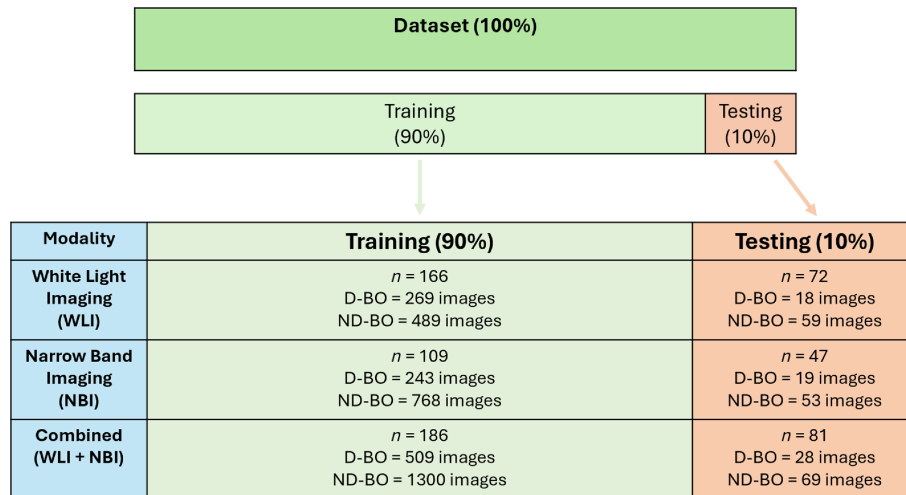 Dataset (100%)
Training
(90%)
Testing
(10%)
Modality
Training (90%)
Testing (10%)
White Light
Imaging
(WLI)
n = 166
D-BO = 269 images
ND-BO = 489 images
n = 72
D-BO = 18 images
ND-BO = 59 images
Narrow Band
Imaging
(NBI)
n = 109
D-BO = 243 images
ND-BO = 768 images
n = 47
D-BO = 19 images
ND-BO = 53 images
Combined
(WLI + NBI)
n = 186
D-BO = 509 images
ND-BO = 1300 images
n = 81
D-BO = 28 images
ND-BO = 69 images